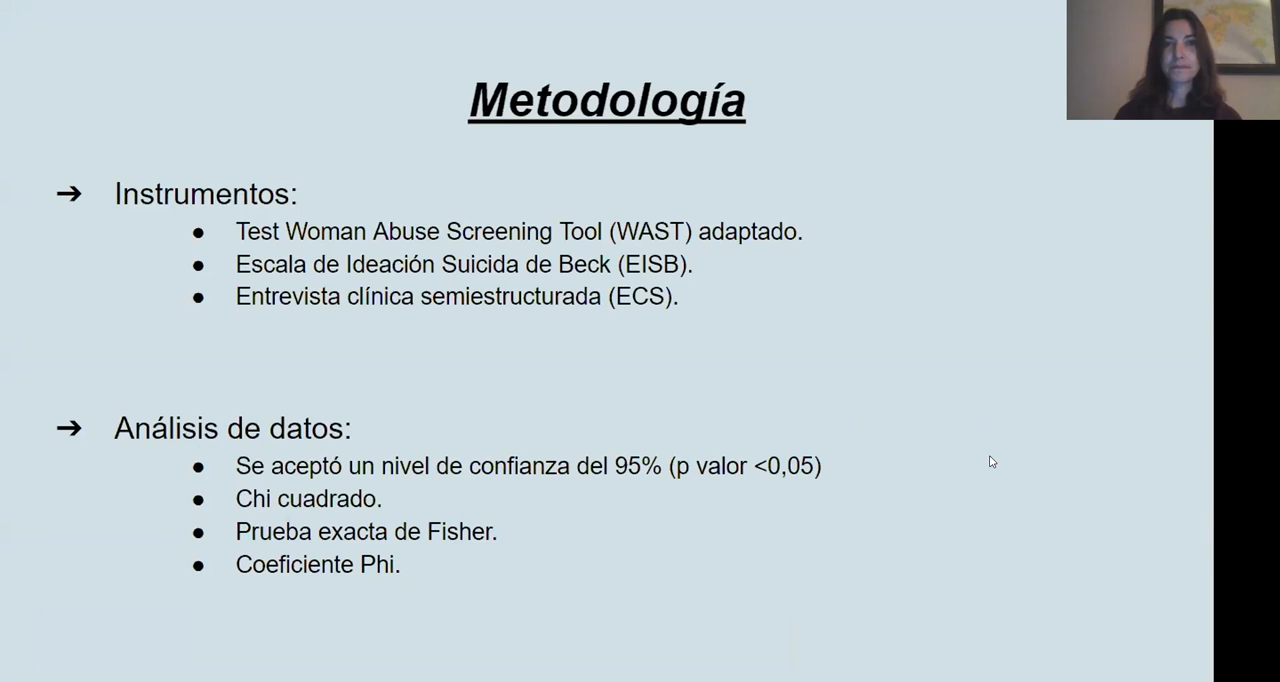 Metodología
➔ Instrumentos:
● Test Woman Abuse Screening Tool (WAST) adaptado.
● Escala de Ideación Suicida de Beck (EISB).
● Entrevista clínica semiestructurada (ECS).
➔ Análisis de datos:
● Se aceptó un nivel de confianza del 95% (p valor <0,05)
● Chi cuadrado.
● Prueba exacta de Fisher.
● Coeficiente Phi.